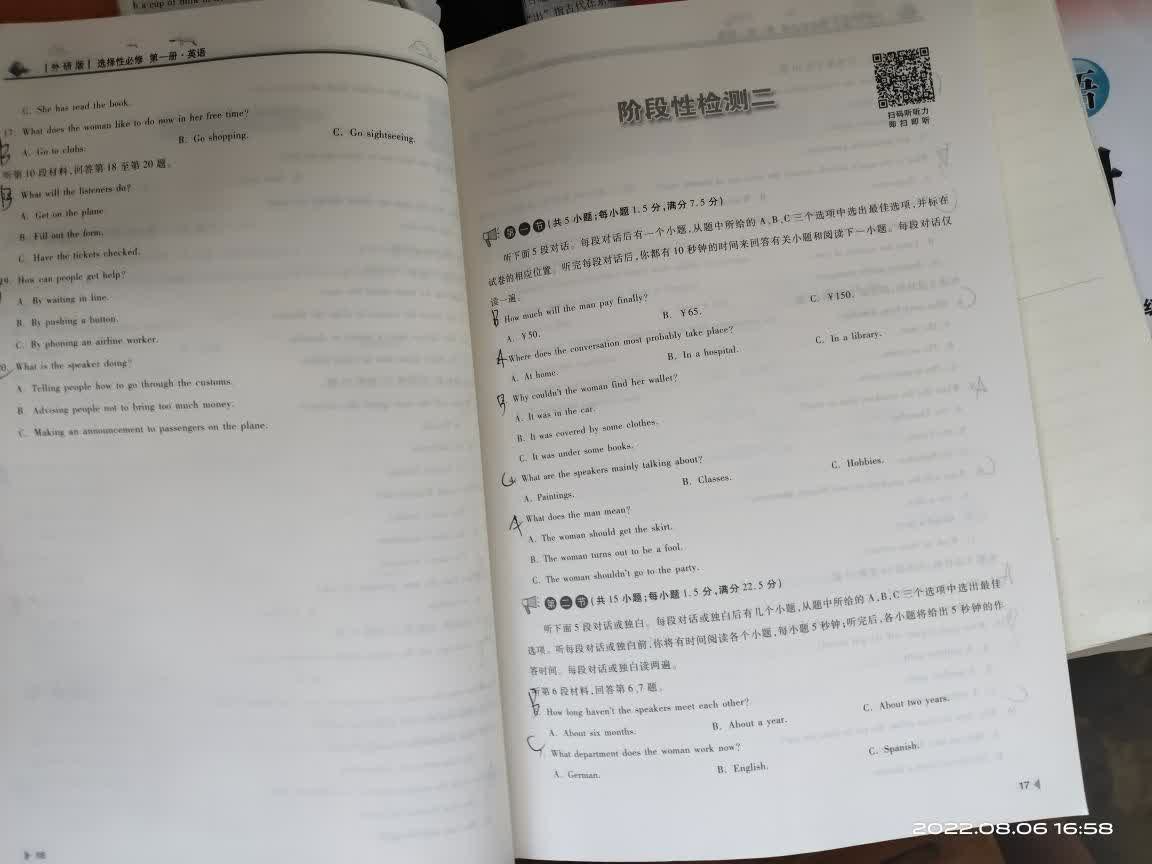 [外研版] 选择性必修 第一册·英语
C. She has read the book.
17. What does the woman like to do now in her free time?
A. Go to clubs.
B. Go shopping.
C. Go sightseeing.
听第10段材料,回答第18至第20题。
B
What will the listeners do?
A. Get on the plane.
B. Fill out the form.
C. Have the tickets checked.
19. How can people get help?
A. By waiting in line.
B. By pushing a button.
C. By phoning an airline worker.
What is the speaker doing?
A. Telling people how to go through the customs.
B. Advising people not to bring too much money.
C. Making an announcement to passengers on the plane.
阶段性检测二
扫码听听力
即扫即听
第一节(共5小题;每小题1.5分,满分7.5分)
听下面5段对话。每段对话后有一个小题,从题中所给的A、B、C三个选项中选出最佳选项,并标在
试卷的相应位置。听完每段对话后,你都有10秒钟的时间来回答有关小题和阅读下一小题。每段对话仅
读一遍。
B How much will the man pay finally?
A. ¥50. B. ¥65. C. ¥150.
A Where does the conversation most probably take place?
A. At home. B. In a hospital. C. In a library.
B Why couldn't the woman find her wallet?
A. It was in the car.
B. It was covered by some clothes.
C. It was under some books.
C What are the speakers mainly talking about?
A. Paintings. B. Classes. C. Hobbies.
A What does the man mean?
A. The woman should get the skirt.
B. The woman turns out to be a fool.
C. The woman shouldn't go to the party.
第二节(共15小题;每小题1.5分,满分22.5分)
听下面5段对话或独白。每段对话或独白后有几个小题,从题中所给的A、B、C三个选项中选出最佳
选项。听每段对话或独白前,你将有时间阅读各个小题,每小题5秒钟;听完后,各小题将给出5秒钟的作
答时间。每段对话或独白读两遍。
听第6段材料,回答第6、7题。
B How long haven't the speakers meet each other?
A. About six months. B. About a year. C. About two years.
C What department does the woman work now?
A. German. B. English. C. Spanish.
17
2022.08.06 16:58